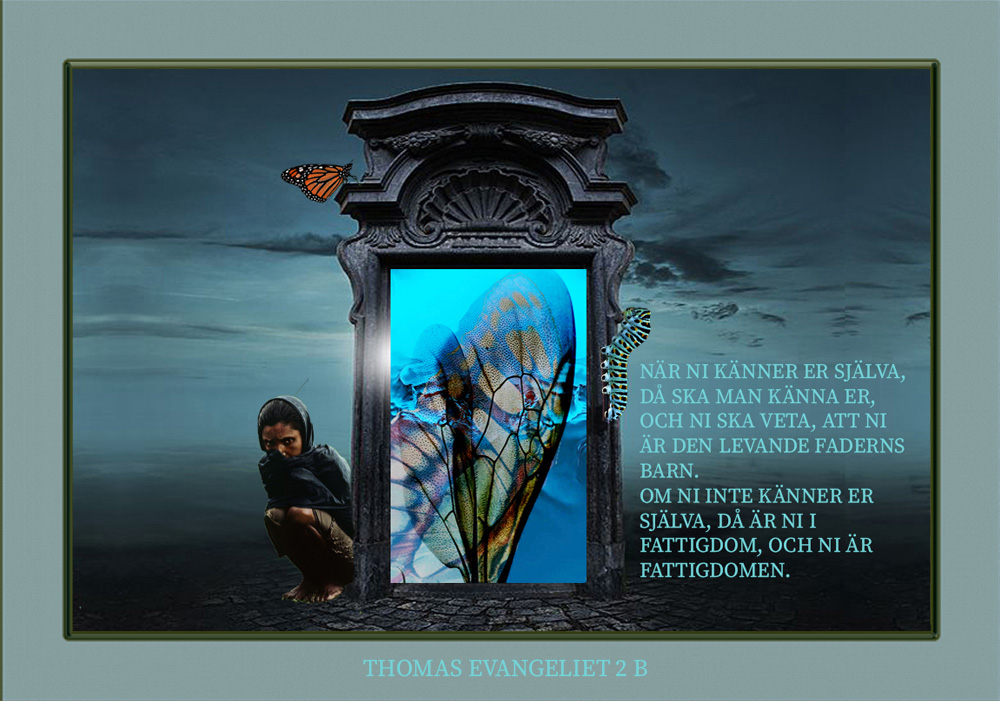 NÄR NI KÄNNER ER SJÄLVA,
DÅ SKA MAN KÄNNA ER,
OCH NI SKA VETA, ATT NI
ÄR DEN LEVANDE FADERNS
BARN.
OM NI INTE KÄNNER ER
SJÄLVA, DÅ ÄR NI I
FATTIGDOM, OCH NI ÄR
FATTIGDOMEN.
THOMAS EVANGELIET 2 B